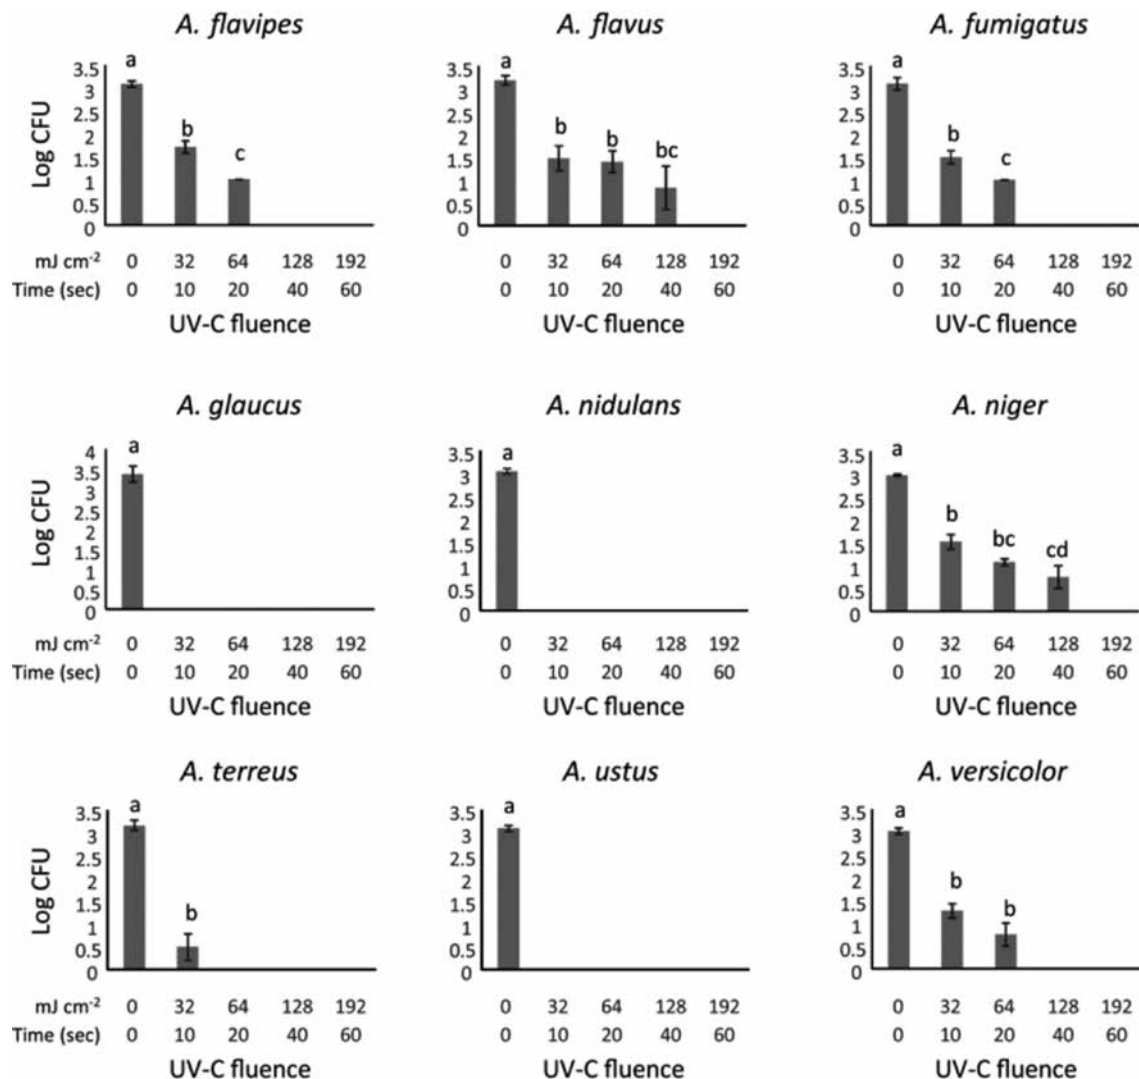 A. flavipes A. flavus A. fumigatus
a a a
3.5 3.5 3.5
3 3 3
2.5 2.5 2.5
2 b 2 b b 2 b
1.5 c 1.5 bc 1.5 c
1 1 1
0.5 0.5 0.5
0 0 0
Log CFU
mJ cm-2 0 32 64 128 192 0 32 64 128 192 0 32 64 128 192
Time (sec) 0 10 20 40 60 0 10 20 40 60 0 10 20 40 60
UV-C fluence UV-C fluence UV-C fluence
A. glaucus A. nidulans A. niger
a a a
4 3.5 3.5
3.5 3 3
3 2.5 2.5
2.5 2 2 b
2 1.5 1.5 bc cd
1.5 1 1
1 0.5 0.5
0.5 0 0
0
Log CFU
mJ cm-2 0 32 64 128 192 0 32 64 128 192 0 32 64 128 192
Time (sec) 0 10 20 40 60 0 10 20 40 60 0 10 20 40 60
UV-C fluence UV-C fluence UV-C fluence
A. terreus A. ustus A. versicolor
a a a
3.5 3.5 3.5
3 3 3
2.5 2.5 2.5
2 2 2 b
1.5 1.5 1.5 b
1 b 1 1
0.5 0.5 0.5
0 0 0
Log CFU
mJ cm-2 0 32 64 128 192 0 32 64 128 192 0 32 64 128 192
Time (sec) 0 10 20 40 60 0 10 20 40 60 0 10 20 40 60
UV-C fluence UV-C fluence UV-C fluence